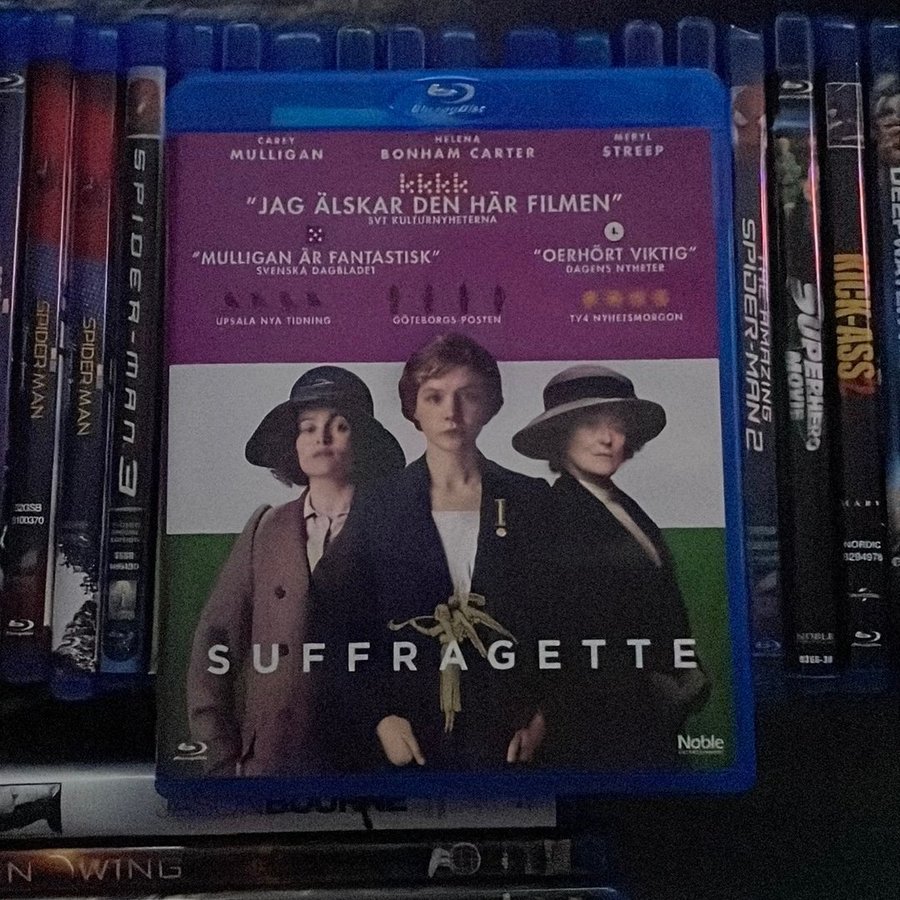 Blu-ray Disc
CAREY
MULLIGAN
HELENA
BONHAM CARTER
MERYL
STREEP
"JAG ÄLSKAR DEN HÄR FILMEN"
SVT KULTURNYHETERNA
"MULLIGAN ÄR FANTASTISK"
SVENSKA DAGBLADET
"OERHÖRT VIKTIG"
DAGENS NYHETER
UPSALA NYA TIDNING
GÖTEBORGS-POSTEN
TV4 NYHETSMORGON
SUFFRAGETTE
Noble
SPIDER-MAN
SPIDER-MAN
SPIDER-MAN 3
THE AMAZING
SPIDER-MAN 2
SUPERHERO
MOVIE
KICK-ASS 2
NORDIC
BOURNE